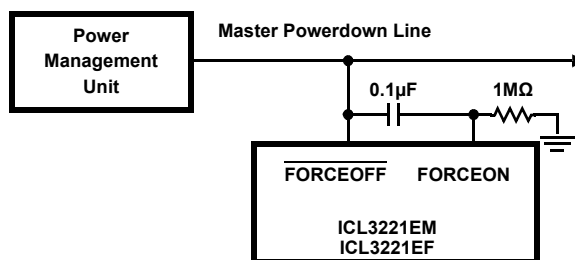 Power
Management
Unit
Master Powerdown Line
0.1µF
1MΩ
FORCEOFF
FORCEON
ICL3221EM
ICL3221EF